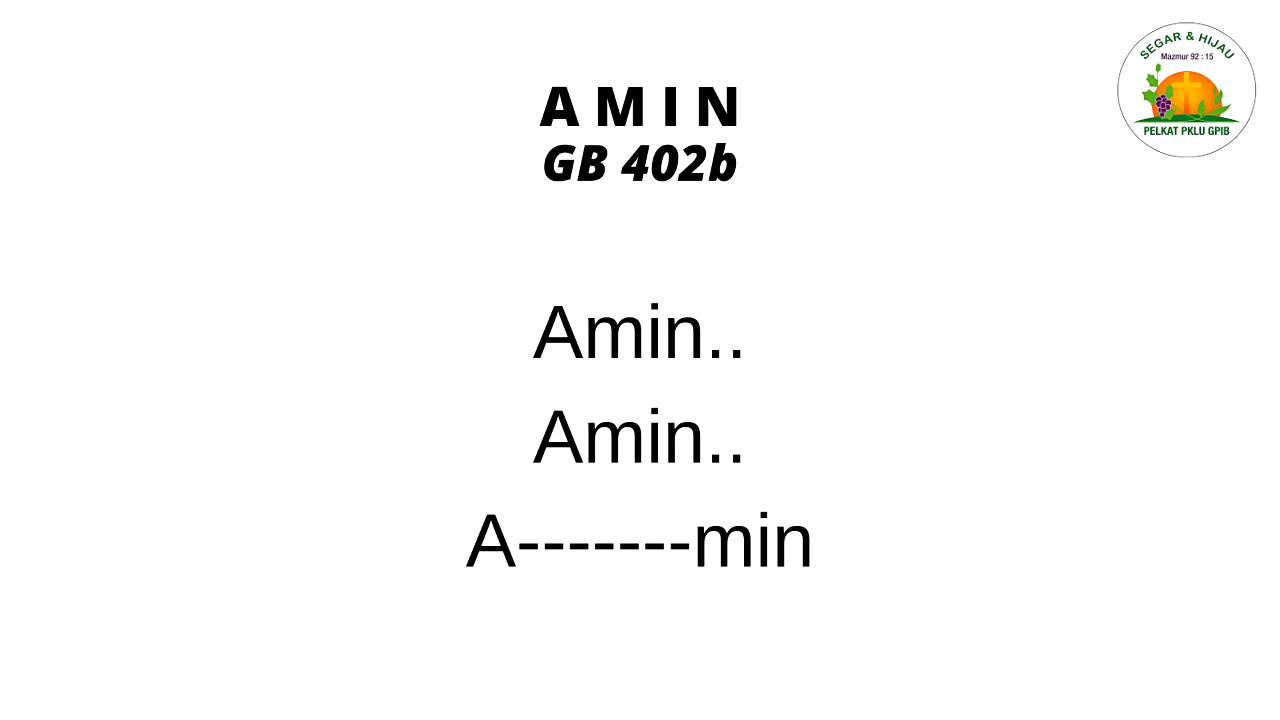 SEGAR & HIJAU
Mazmur 92 : 15
PELKAT PKLU GPIB
A M I N
GB 402b
Amin..
Amin..
A-------min